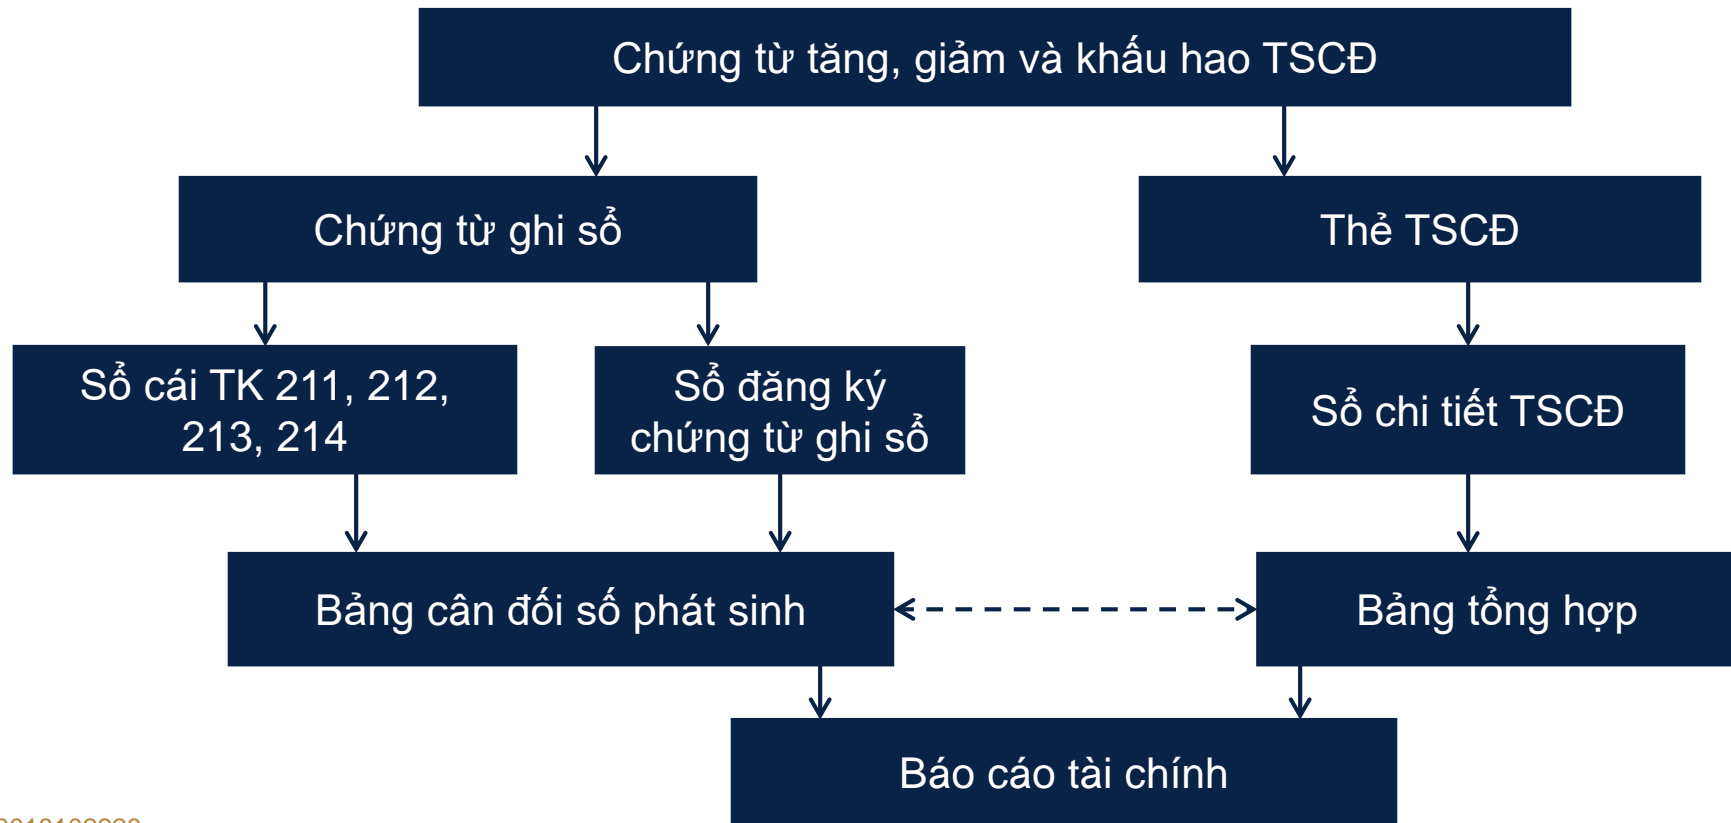 Chứng từ tăng, giảm và khấu hao TSCĐ
Chứng từ ghi sổ
Thẻ TSCĐ
Sổ cái TK 211, 212,
213, 214
Sổ đăng ký
chứng từ ghi sổ
Sổ chi tiết TSCĐ
Bảng cân đối số phát sinh
Bảng tổng hợp
Báo cáo tài chính